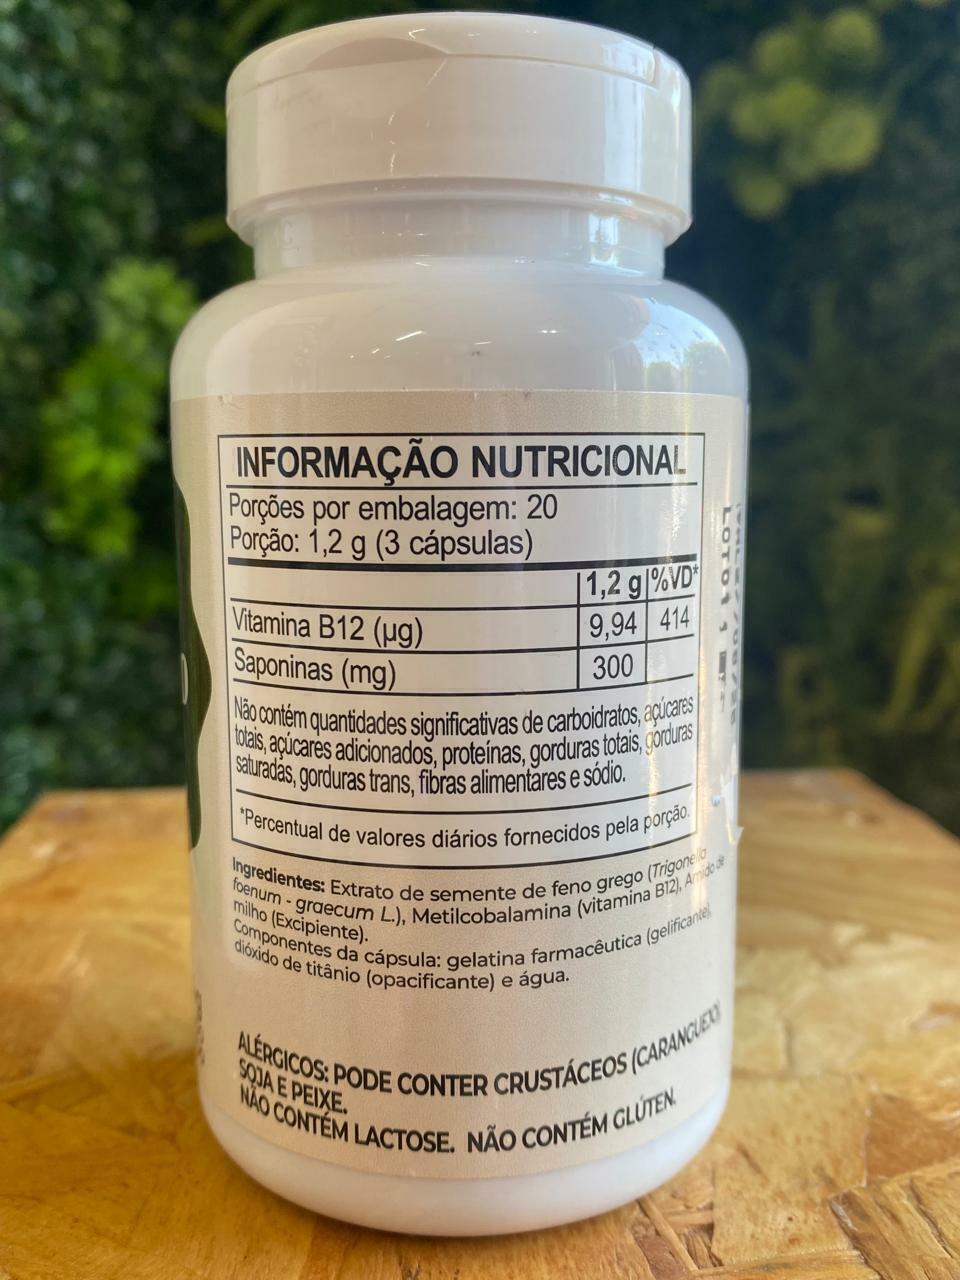 INFORMAÇÃO NUTRICIONAL
Porções por embalagem: 20
Porção: 1,2 g (3 cápsulas)
1,2 g %VD*
Vitamina B12 (µg) 9,94 414
Saponinas (mg) 300
Não contém quantidades significativas de carboidratos, açúcares
totais, açúcares adicionados, proteínas, gorduras totais, gorduras
saturadas, gorduras trans, fibras alimentares e sódio.
*Percentual de valores diários fornecidos pela porção.
Ingredientes: Extrato de semente de feno grego (Trigonella
foenum - graecum L.), Metilcobalamina (vitamina B12), Amido de
milho (Excipiente).
Componentes da cápsula: gelatina farmacêutica (gelificante),
dióxido de titânio (opacificante) e água.
ALÉRGICOS: PODE CONTER CRUSTÁCEOS (CARANGUEJO),
SOJA E PEIXE.
NÃO CONTÉM LACTOSE. NÃO CONTÉM GLÚTEN.